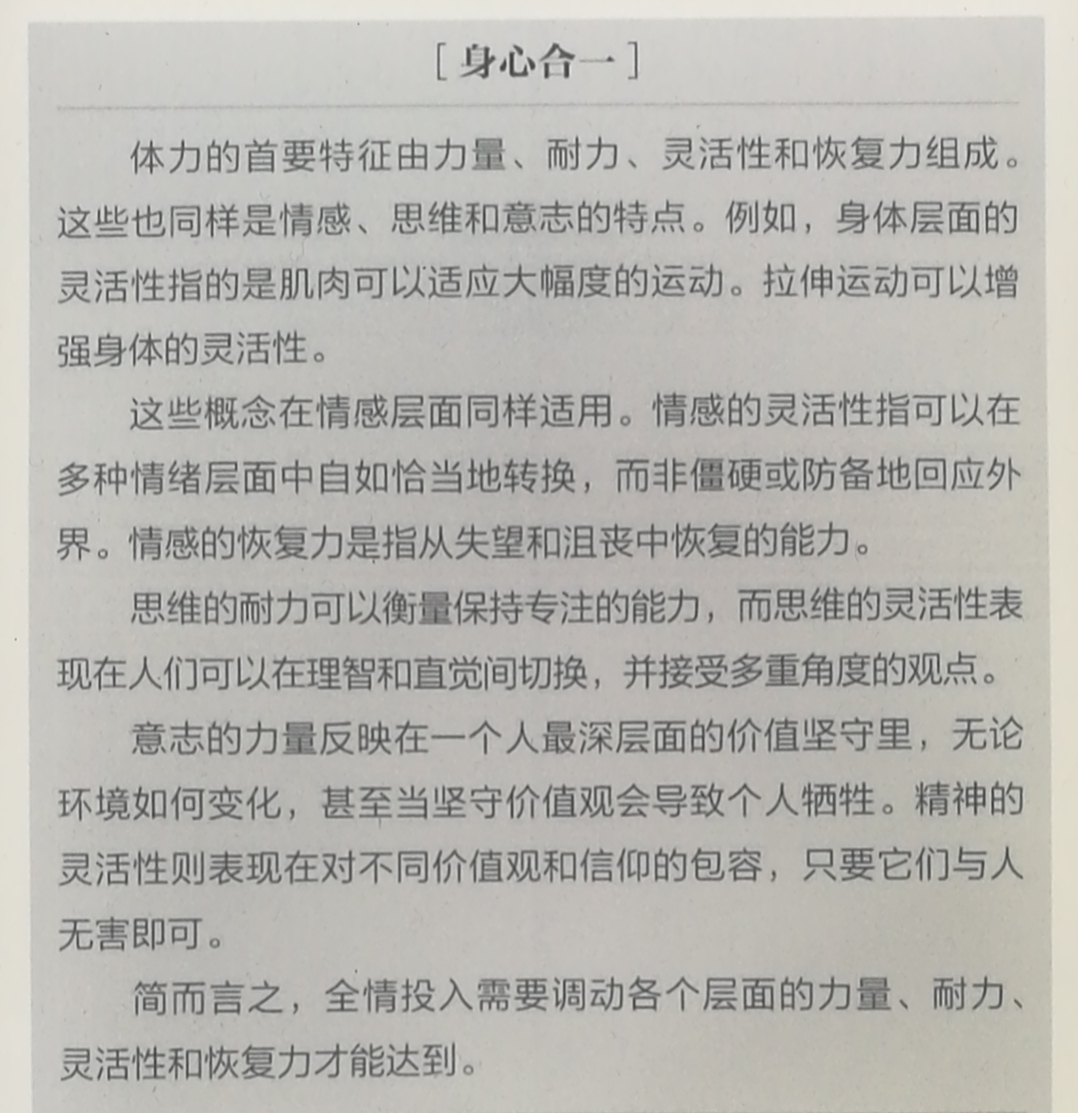 [ 身心合一 ]
体力的首要特征由力量、耐力、灵活性和恢复力组成。
这些也同样是情感、思维和意志的特点。例如，身体层面的
灵活性指的是肌肉可以适应大幅度的运动。拉伸运动可以增
强身体的灵活性。
这些概念在情感层面同样适用。情感的灵活性指可以在
多种情绪层面中自如恰当地转换，而非僵硬或防备地回应外
界。情感的恢复力是指从失望和沮丧中恢复的能力。
思维的耐力可以衡量保持专注的能力，而思维的灵活性表
现在人们可以在理智和直觉间切换，并接受多重角度的观点。
意志的力量反映在一个人最深层面的价值坚守里，无论
环境如何变化，甚至当坚守价值观会导致个人牺牲。精神的
灵活性则表现在对不同价值观和信仰的包容，只要它们与人
无害即可。
简而言之，全情投入需要调动各个层面的力量、耐力、
灵活性和恢复力才能达到。